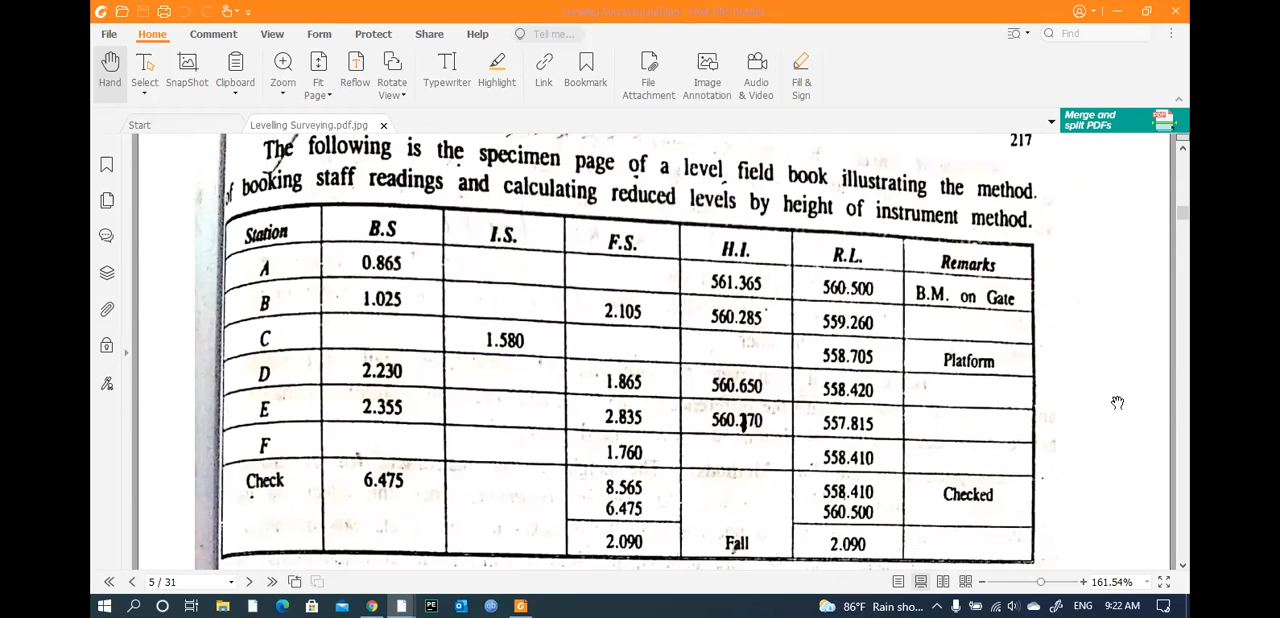 Levelling Surveying.pdf.jpg - Foxit PDF Reader
File Home Comment View Form Protect Share Help Tell me... Find
Hand Select SnapShot Clipboard Zoom Fit Page Reflow Rotate View Typewriter Highlight Link Bookmark File Attachment Image Annotation Audio & Video Fill & Sign
Start Levelling Surveying.pdf.jpg Merge and split PDFs
217
The following is the specimen page of a level field book illustrating the method.
of booking staff readings and calculating reduced levels by height of instrument method.
Station B.S I.S. F.S. H.I. R.L. Remarks
A 0.865 561.365 560.500 B.M. on Gate
B 1.025 2.105 560.285 559.260
C 1.580 558.705 Platform
D 2.230 1.865 560.650 558.420
E 2.355 2.835 560.170 557.815
F 1.760 558.410
Check 6.475 8.565 558.410 Checked
6.475 560.500
2.090 Fall 2.090
5 / 31 161.54%
86°F Rain sho... ENG 9:22 AM